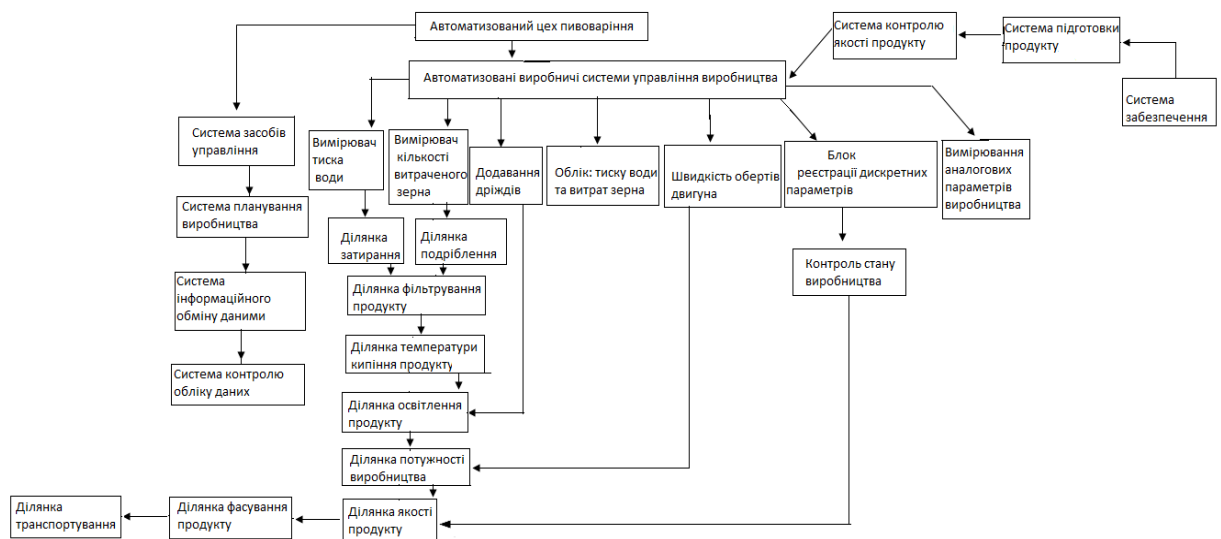 Автоматизований цех пивоваріння
Система контролю
якості продукту
Система підготовки
продукту
Автоматизовані виробничі системи управління виробництва
Система
забезпечення
Система засобів
управління
Вимірювач
тиска
води
Вимірювач
кількості
витраченого
зерна
Додавання
дріждів
Облік: тиску води
та витрат зерна
Швидкість обертів
двигуна
Блок
реєстрації дискретних
параметрів
Вимірювання
аналогових
параметрів
виробництва
Система планування
виробництва
Ділянка
затирання
Ділянка
подріблення
Контроль стану
виробництва
Система
інформаційного
обміну даними
Ділянка фільтрування
продукту
Ділянка температури
кипіння продукту
Система контролю
обліку даних
Ділянка освітлення
продукту
Ділянка потужності
виробництва
Ділянка
транспортування
Ділянка фасування
продукту
Ділянка якості
продукту